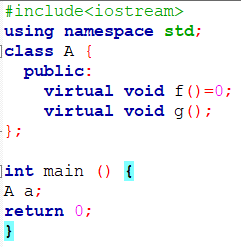 #include<iostream>
using namespace std;
class A {
public:
virtual void f()=0;
virtual void g();
};
int main () {
A a;
return 0;
}